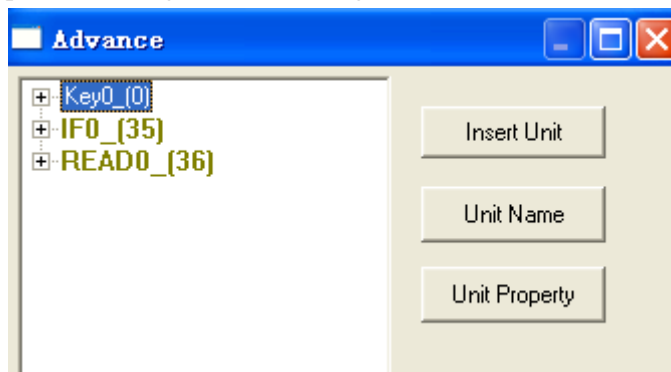 Advance
Key0_(0)
IF0_(35)
READ0_(36)
Insert Unit
Unit Name
Unit Property